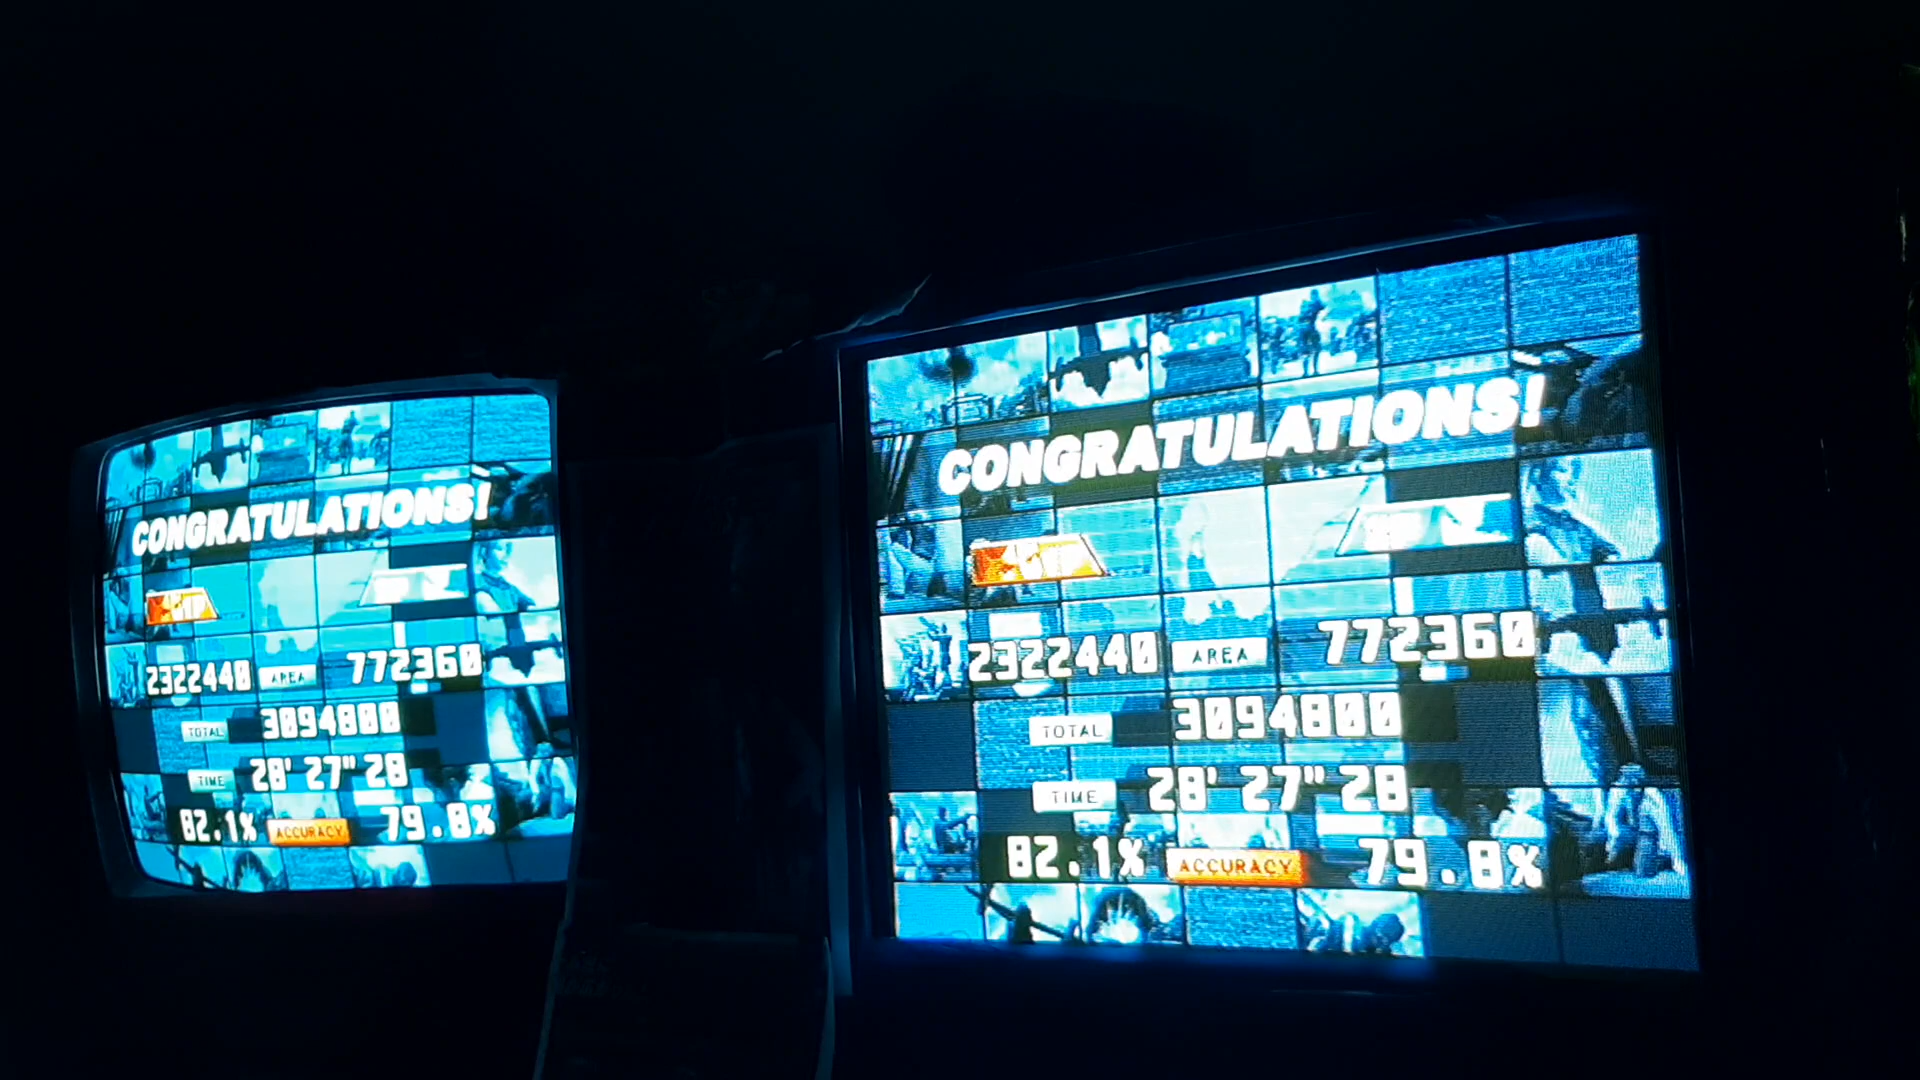 CONGRATULATIONS!
2322440 AREA 772360
TOTAL 3094800
TIME 28' 27" 28
82.1% ACCURACY 79.8%
CONGRATULATIONS!
2322440 AREA 772360
TOTAL 3094800
TIME 28' 27" 28
82.1% ACCURACY 79.8%